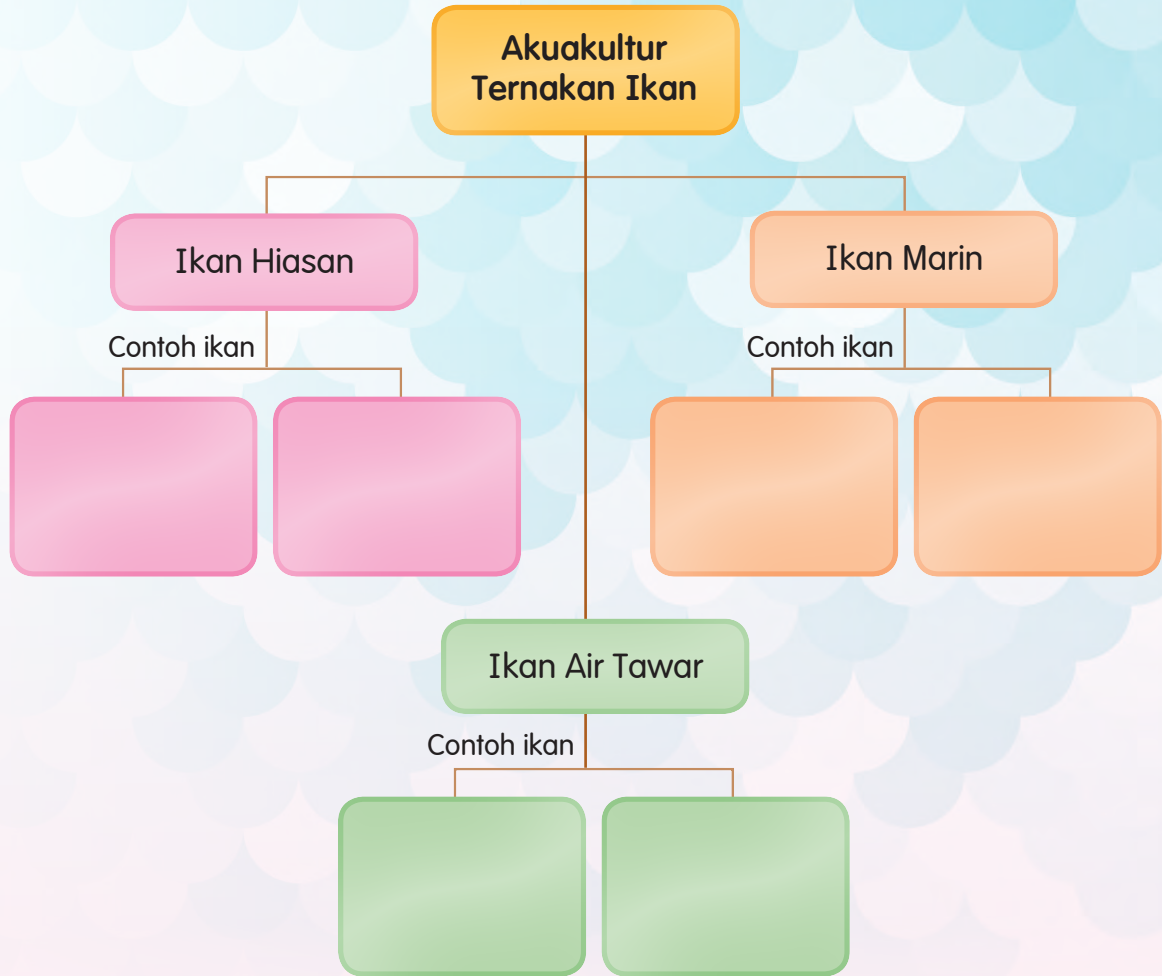 Akuakultur
Ternakan Ikan
Ikan Hiasan
Ikan Marin
Contoh ikan
Contoh ikan
Ikan Air Tawar
Contoh ikan